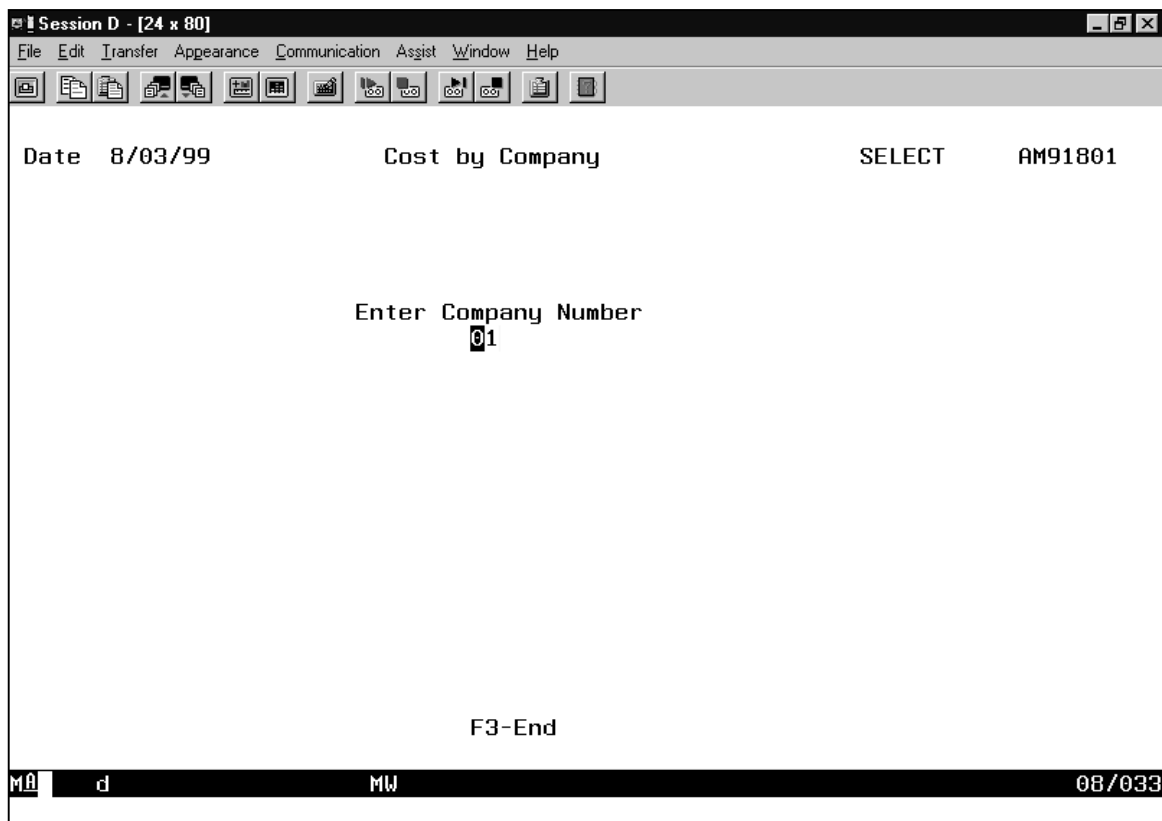 Session D - [24 x 80]
File Edit Transfer Appearance Communication Assist Window Help
Date 8/03/99 Cost by Company SELECT AM91801
Enter Company Number
01
F3-End
MA d MW 08/033